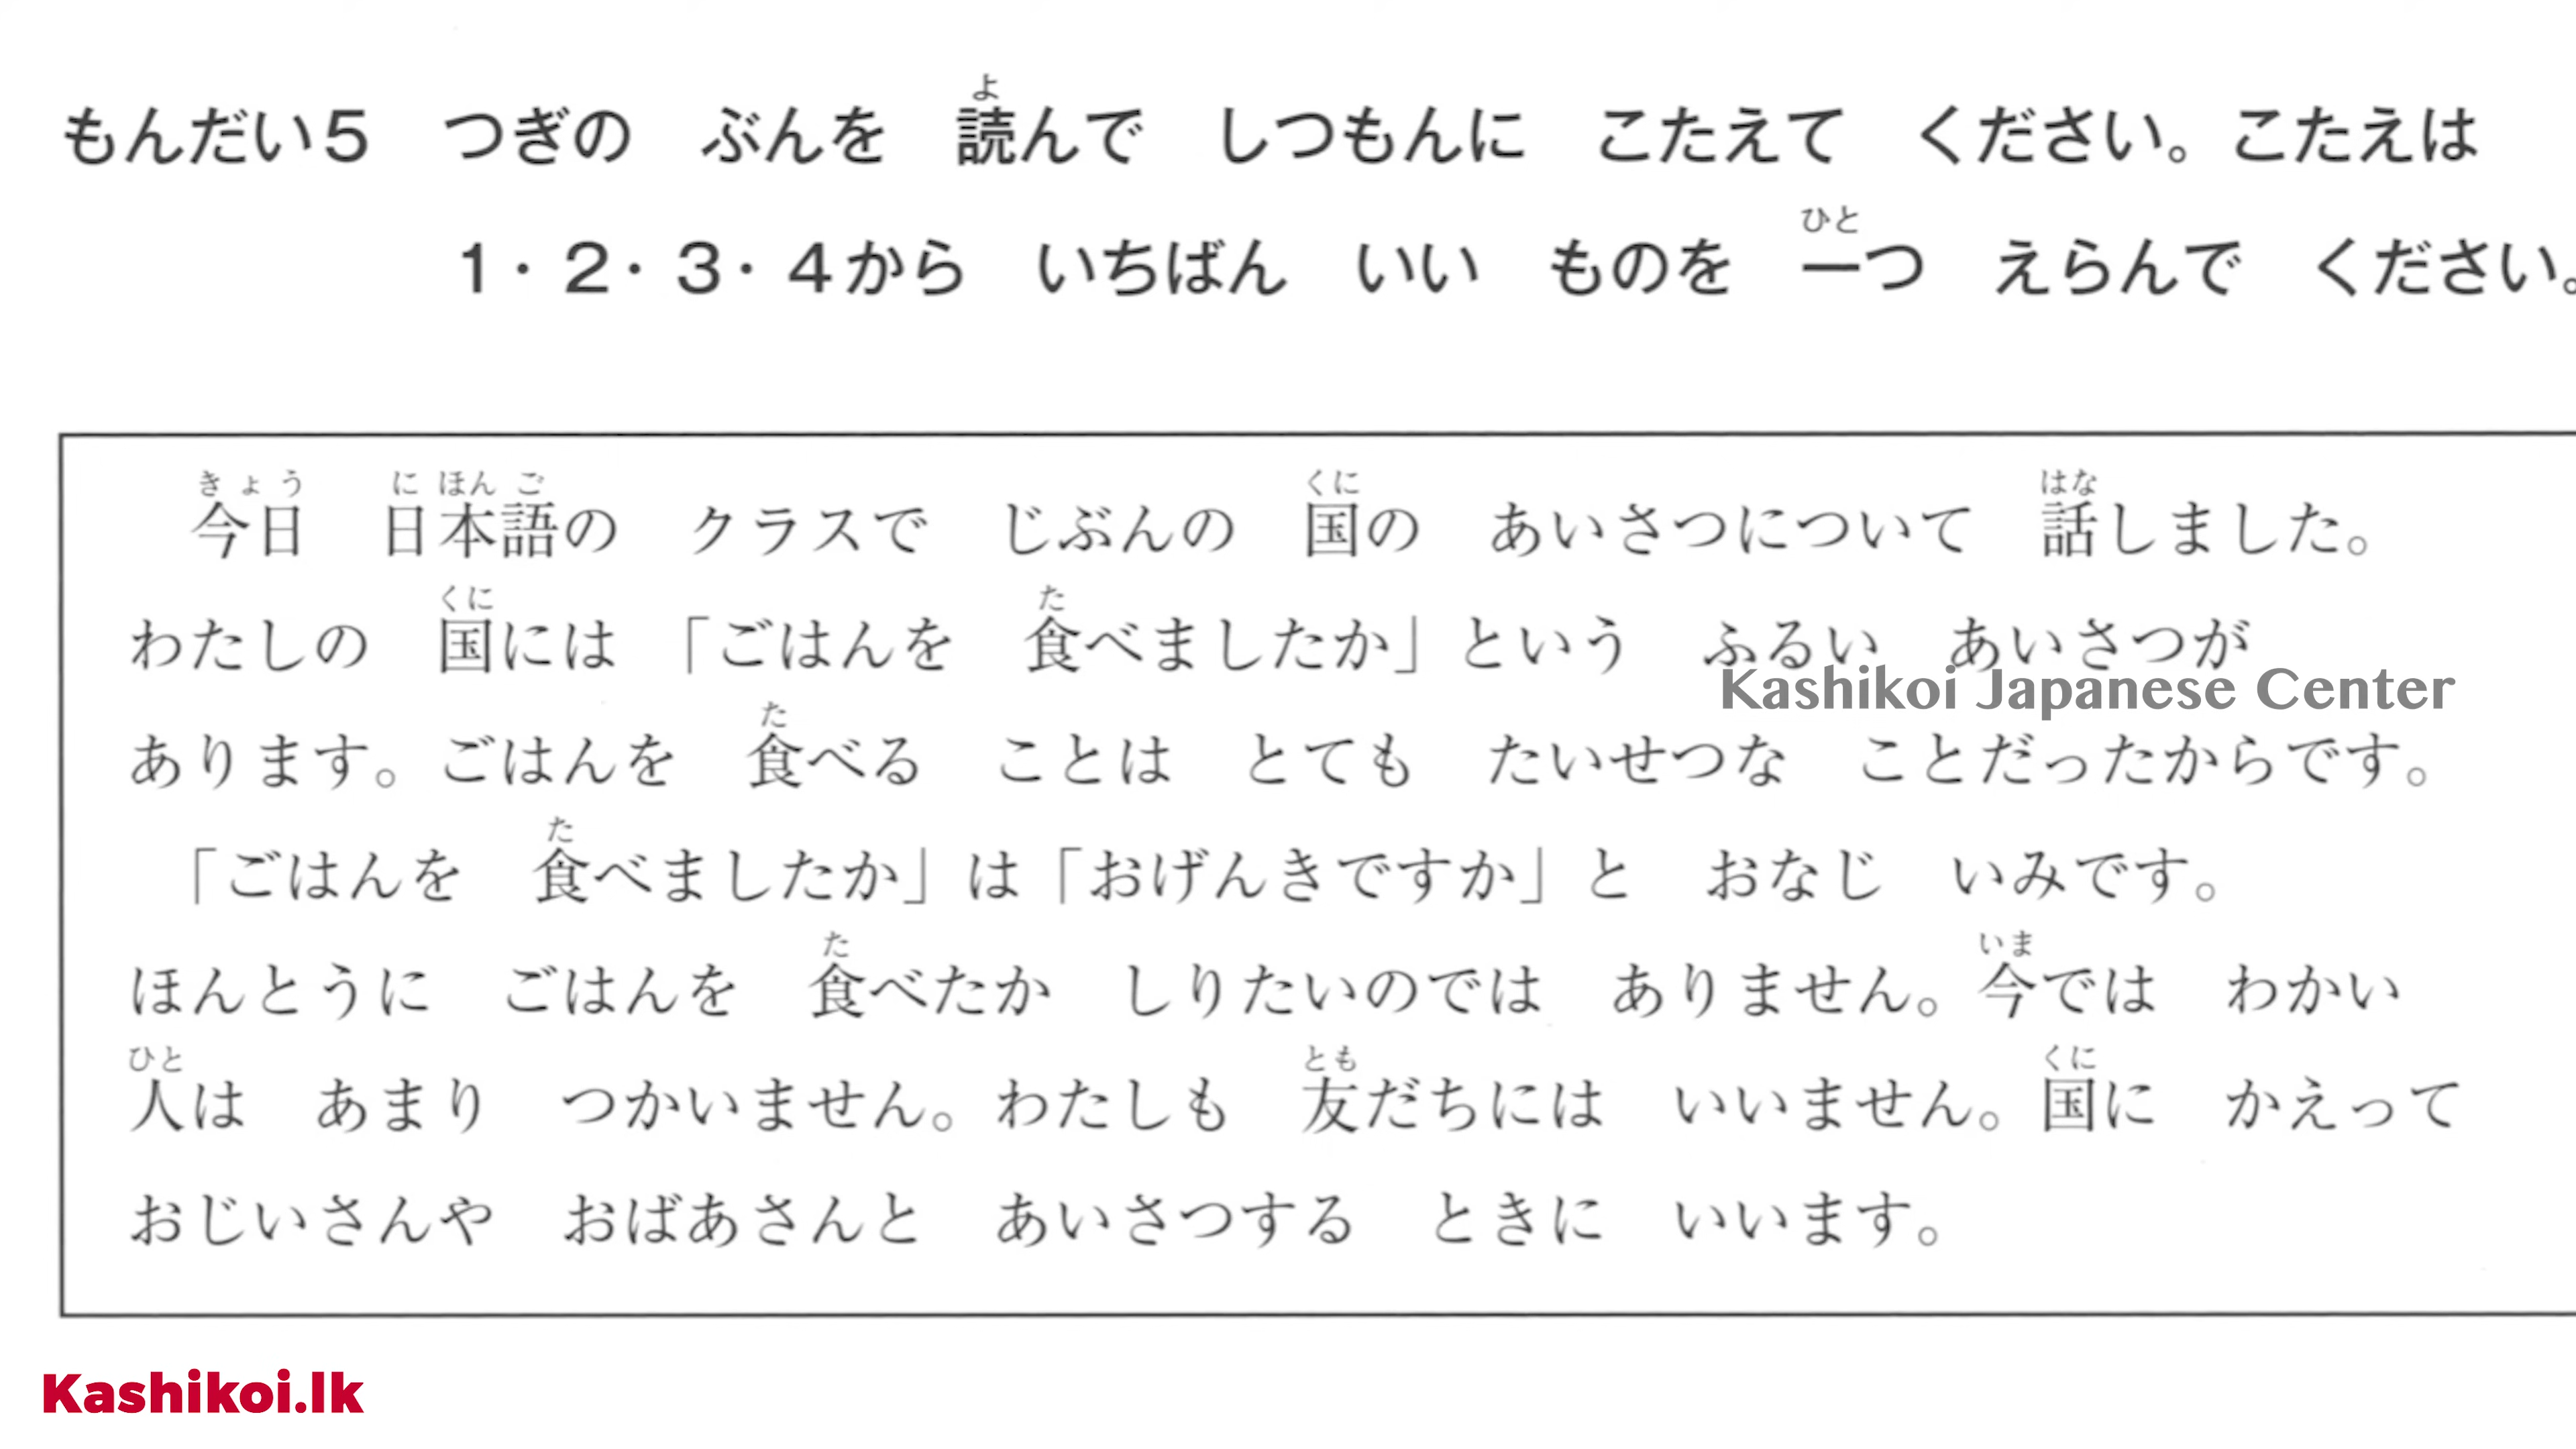 もんだい5　つぎの　ぶんを　読んで　しつもんに　こたえて　ください。こたえは
1・2・3・4から　いちばん　いい　ものを　一つ　えらんで　ください。
今日　日本語の　クラスで　じぶんの　国の　あいさつについて　話しました。
わたしの　国には　「ごはんを　食べましたか」という　ふるい　あいさつが
Kashikoi Japanese Center
あります。ごはんを　食べる　ことは　とても　たいせつな　ことだったからです。
「ごはんを　食べましたか」は「おげんきですか」と　おなじ　いみです。
ほんとうに　ごはんを　食べたか　しりたいのでは　ありません。今では　わかい
人は　あまり　つかいません。わたしも　友だちには　いいません。国に　かえって
おじいさんや　おばあさんと　あいさつする　ときに　いいます。
Kashikoi.lk